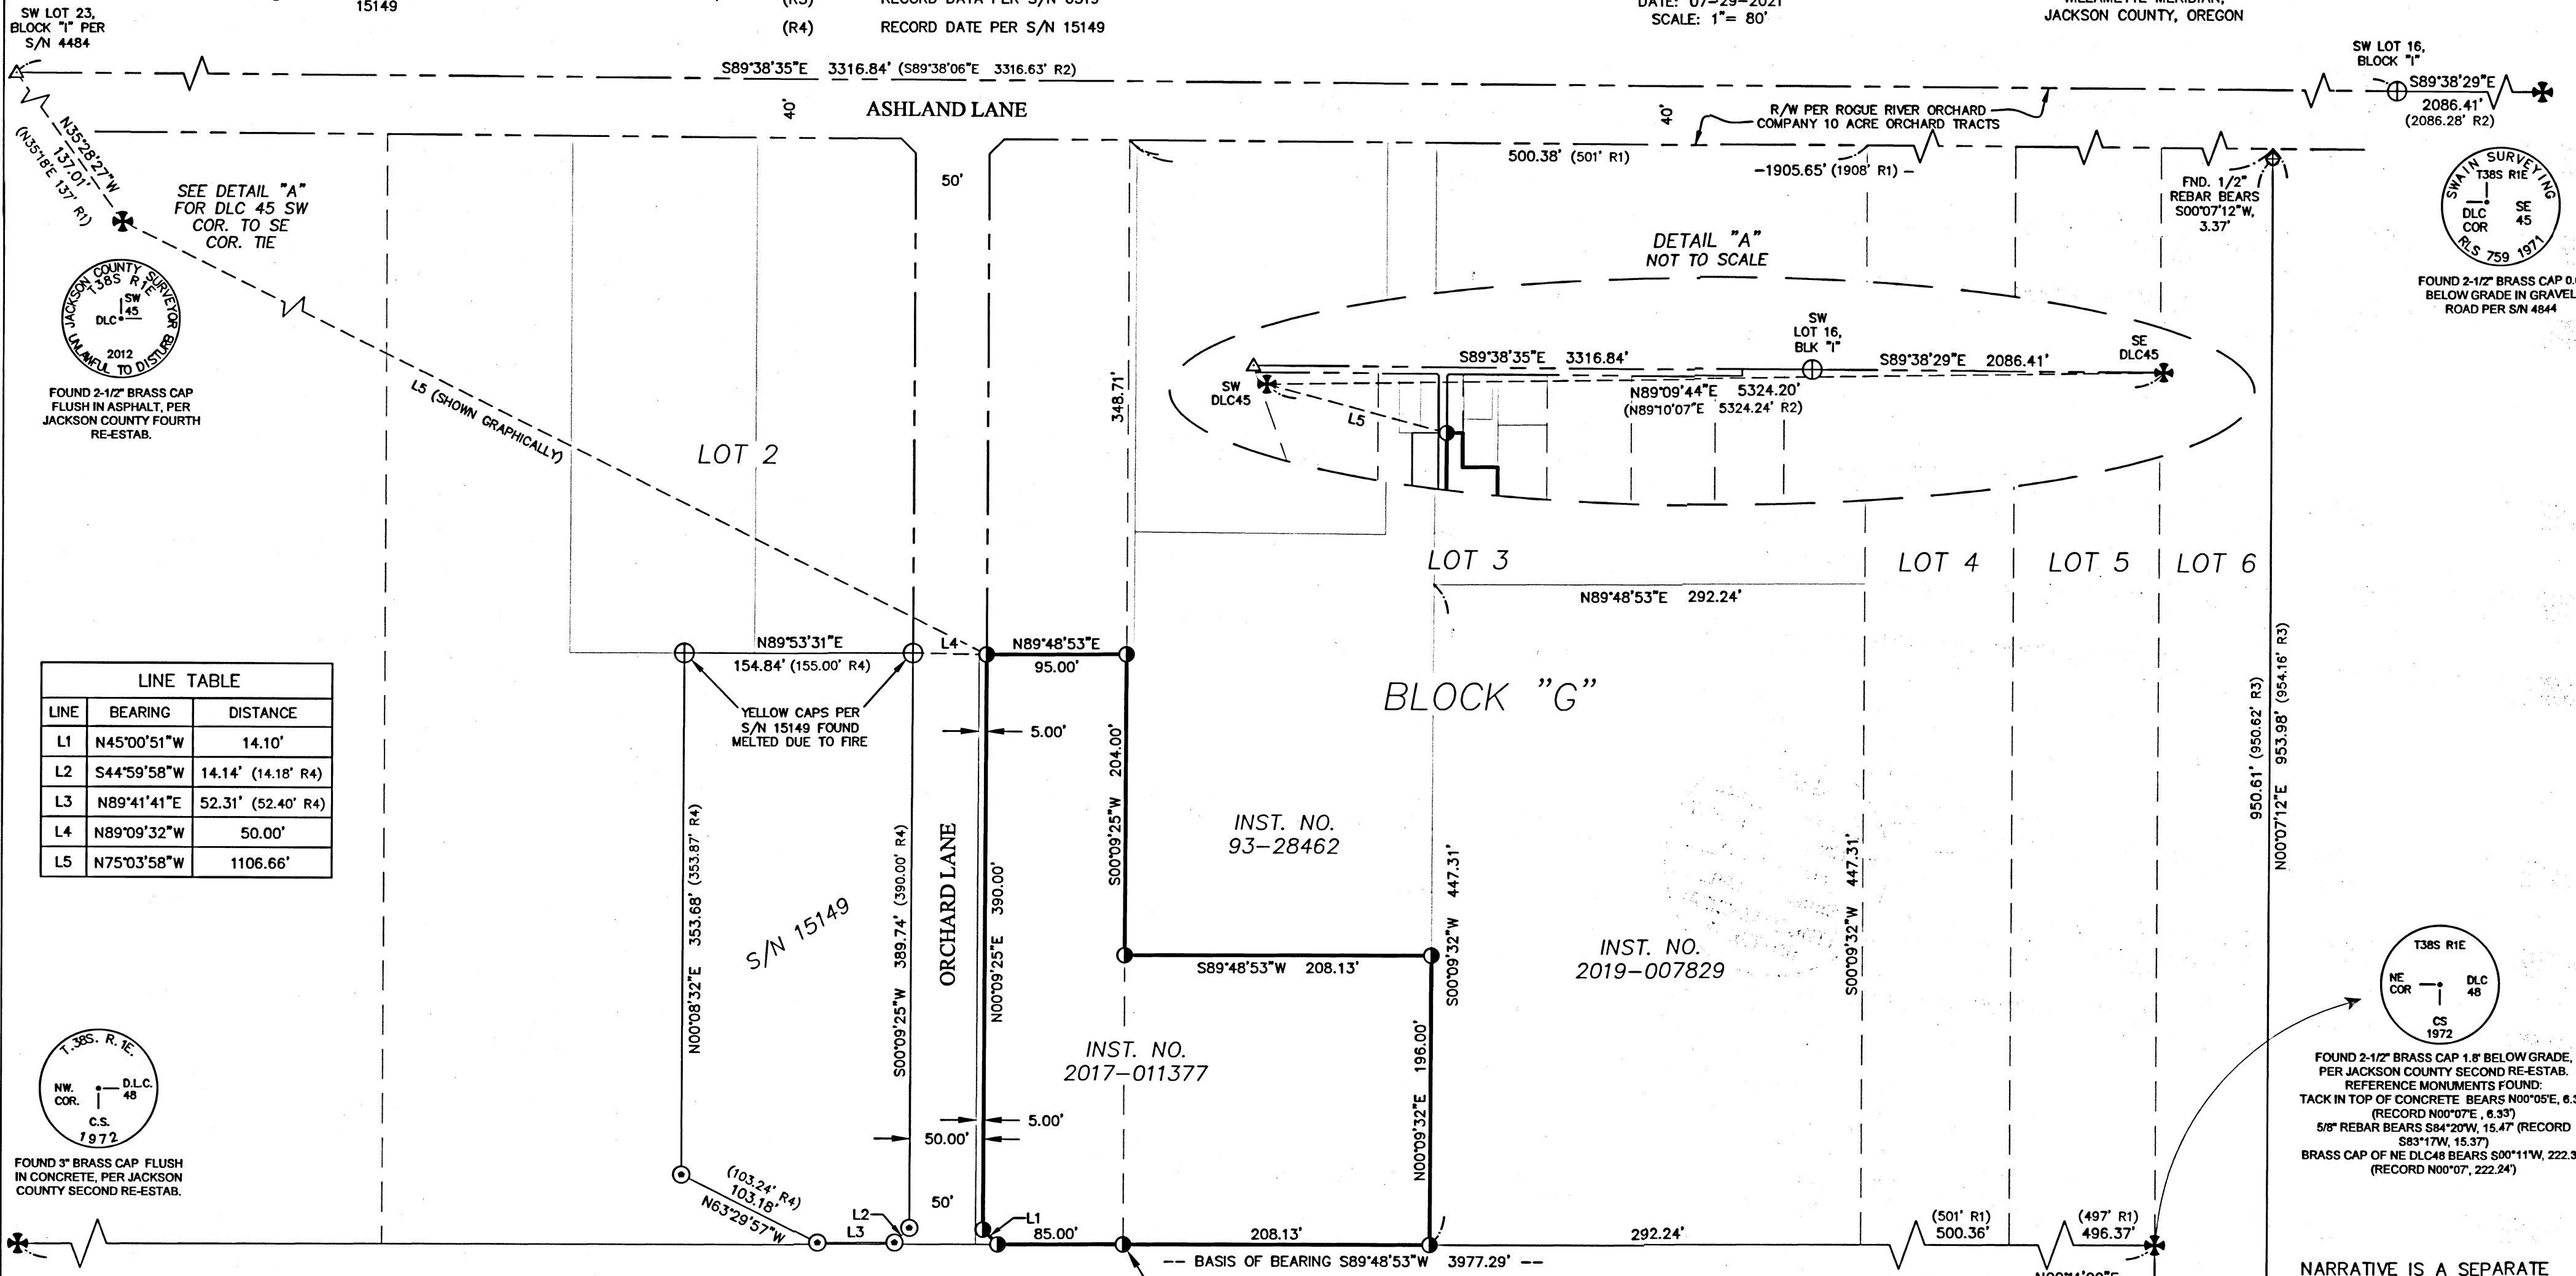 15149
(R3) RECORD DATA PER S/N 6519
(R4) RECORD DATE PER S/N 15149
DATE: 07-29-2021
SCALE: 1"= 80'
WILLAMETTE MERIDIAN,
JACKSON COUNTY, OREGON
SW LOT 23,
BLOCK "I" PER
S/N 4484
S89°38'35"E 3316.84' (S89°38'06"E 3316.63' R2)
SW LOT 16,
BLOCK "I"
S89°38'29"E
2086.41'
(2086.28' R2)
40'
ASHLAND LANE
40'
R/W PER ROGUE RIVER ORCHARD
COMPANY 10 ACRE ORCHARD TRACTS
N35°28'27"W
137.01'
(N35°18'E 137' R1)
SEE DETAIL "A"
FOR DLC 45 SW
COR. TO SE
COR. TIE
50'
500.38' (501' R1)
-1905.65' (1908' R1) -
FND. 1/2"
REBAR BEARS
S00°07'12"W,
3.37'
SWAIN SURVEYING
T38S R1E
DLC
COR
SE
45
RLS 759 1971
FOUND 2-1/2" BRASS CAP
BELOW GRADE IN GRAVEL
ROAD PER S/N 4844
JACKSON COUNTY SURVEYOR
T38S R1E
SW
45
DLC
2012
UNLAWFUL TO DISTURB
FOUND 2-1/2" BRASS CAP
FLUSH IN ASPHALT, PER
JACKSON COUNTY FOURTH
RE-ESTAB.
L5 (SHOWN GRAPHICALLY)
LOT 2
348.71'
DETAIL "A"
NOT TO SCALE
S89°38'35"E 3316.84'
SW
LOT 16,
BLK "I"
S89°38'29"E 2086.41'
SE
DLC45
SW
DLC45
L5
N89°09'44"E 5324.20'
(N89°10'07"E 5324.24' R2)
LOT 3
LOT 4
LOT 5
LOT 6
N89°48'53"E 292.24'
N89°53'31"E
154.84' (155.00' R4)
L4
N89°48'53"E
95.00'
BLOCK "G"
950.61' (950.62' R3)
N00°07'12"E 953.98' (954.16' R3)
LINE TABLE
LINE BEARING DISTANCE
L1 N45°00'51"W 14.10'
L2 S44°59'58"W 14.14' (14.18' R4)
L3 N89°41'41"E 52.31' (52.40' R4)
L4 N89°09'32"W 50.00'
L5 N75°03'58"W 1106.66'
YELLOW CAPS PER
S/N 15149 FOUND
MELTED DUE TO FIRE
5.00'
S00°09'25"W 204.00'
INST. NO.
93-28462
N00°08'32"E 353.68' (353.87' R4)
S/N 15149
S00°09'25"W 389.74' (390.00' R4)
ORCHARD LANE
N00°09'25"E 390.00'
S89°48'53"W 208.13'
S00°09'32"W 447.31'
INST. NO.
2019-007829
S00°09'32"W 447.31'
T38S R1E
NE
COR
DLC
48
CS
1972
FOUND 2-1/2" BRASS CAP 1.8' BELOW GRADE,
PER JACKSON COUNTY SECOND RE-ESTAB.
REFERENCE MONUMENTS FOUND:
TACK IN TOP OF CONCRETE BEARS N00°05'E,
(RECORD N00°07'E , 6.33')
5/8" REBAR BEARS S84°20'W, 15.47' (RECORD
S83°17'W, 15.37')
BRASS CAP OF NE DLC48 BEARS S00°11'W,
(RECORD N00°07', 222.24')
INST. NO.
2017-011377
N00°09'32"E 196.00'
T.38S. R.1E.
NW.
COR.
D.L.C.
48
C.S.
1972
FOUND 3" BRASS CAP FLUSH
IN CONCRETE, PER JACKSON
COUNTY SECOND RE-ESTAB.
5.00'
50.00'
(103.24' R4)
103.18'
N63°29'57"W
50'
L2
L3
L1
85.00'
208.13'
292.24'
(501' R1)
500.36'
(497' R1)
496.37'
-- BASIS OF BEARING S89°48'53"W 3977.29' --
NARRATIVE IS A SEPARATE